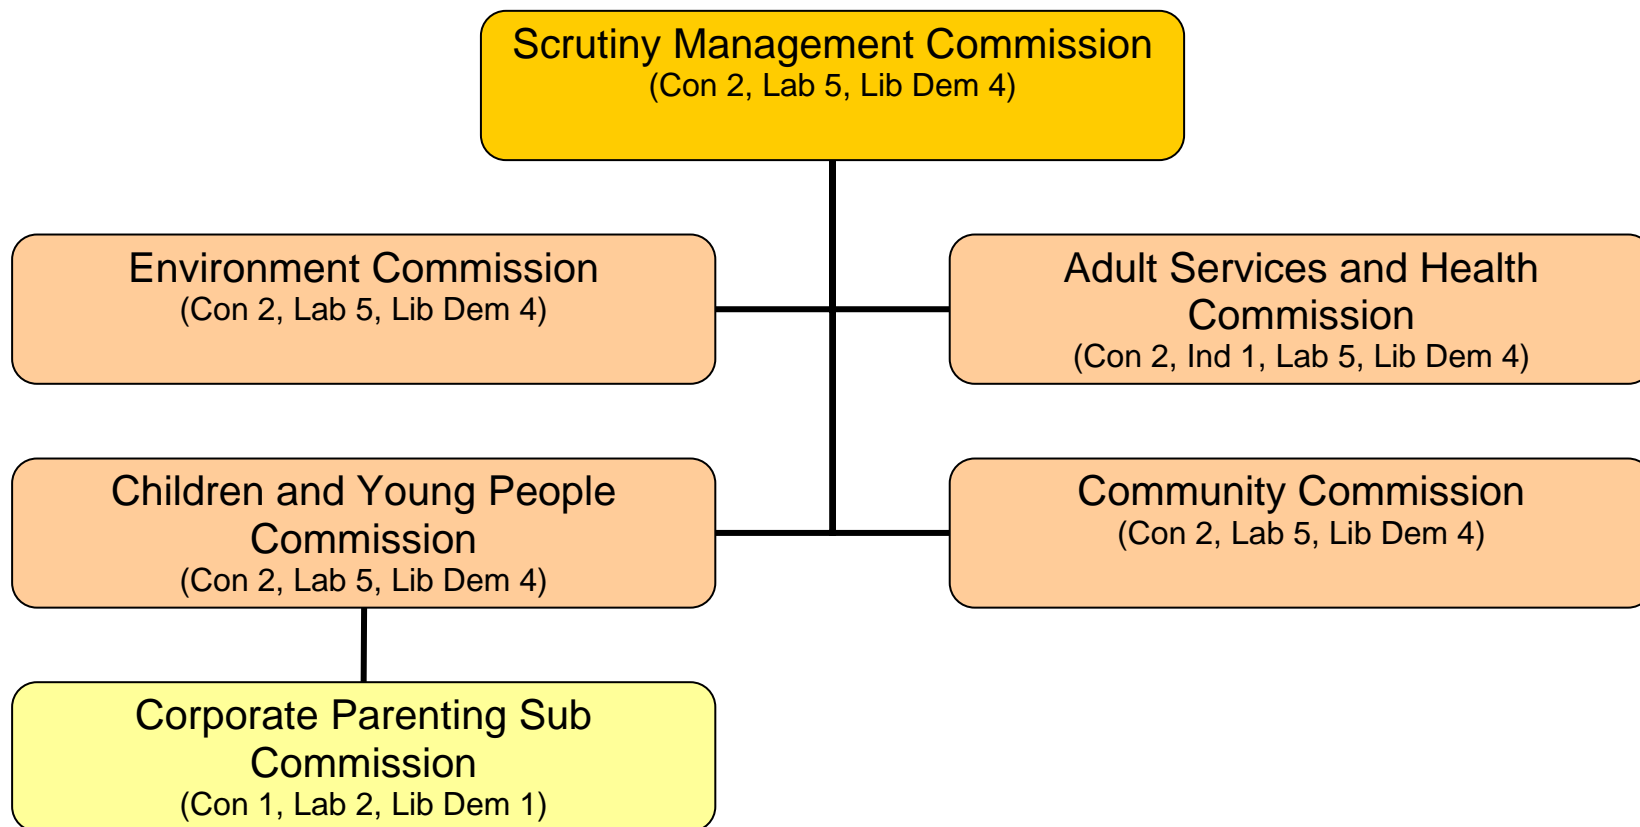 Scrutiny Management Commission
(Con 2, Lab 5, Lib Dem 4)
Environment Commission
(Con 2, Lab 5, Lib Dem 4)
Adult Services and Health
Commission
(Con 2, Ind 1, Lab 5, Lib Dem 4)
Children and Young People
Commission
(Con 2, Lab 5, Lib Dem 4)
Community Commission
(Con 2, Lab 5, Lib Dem 4)
Corporate Parenting Sub
Commission
(Con 1, Lab 2, Lib Dem 1)